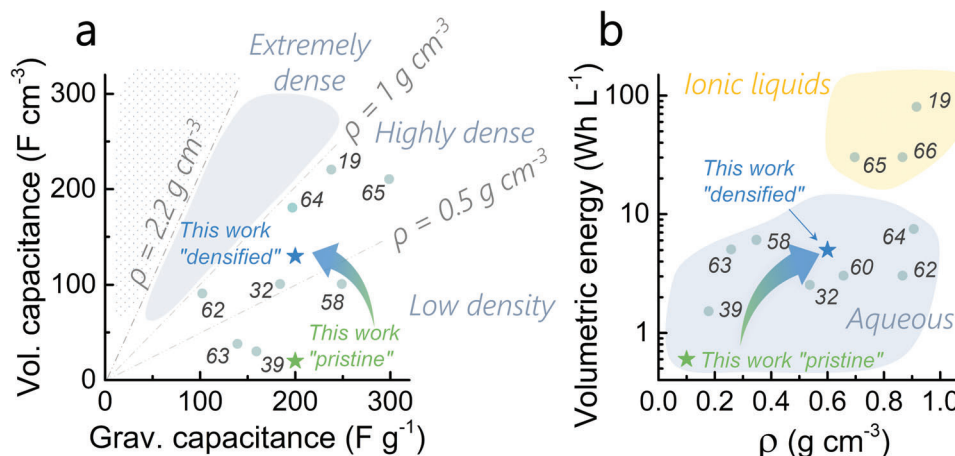 a
Extremely
dense
ρ = 1 g cm⁻³
Highly dense
ρ = 2.2 g cm⁻³
ρ = 0.5 g cm⁻³
Low density
Vol. capacitance (F cm⁻³)
300
200
100
0
19
64
65
This work
"densified"
32
58
62
63
39
This work
"pristine"
0
100
200
300
Grav. capacitance (F g⁻¹)
b
Volumetric energy (Wh L⁻¹)
100
10
1
Ionic liquids
19
65
66
This work
"densified"
63
58
64
60
62
39
32
Aqueous
This work "pristine"
0.0
0.2
0.4
0.6
0.8
1.0
ρ (g cm⁻³)